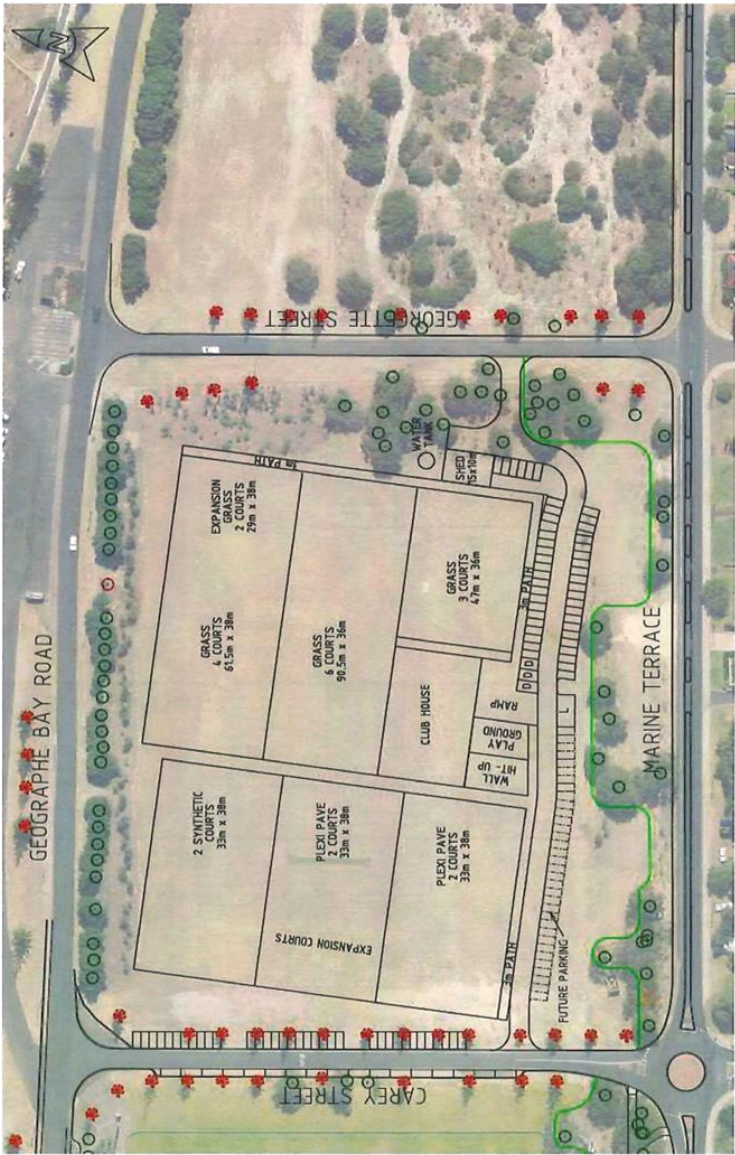 N
GEORGETTE STREET
WATER
TANK
SHED
15x10m
3m PATH
EXPANSION
GRASS
2 COURTS
29m x 38m
GRASS
3 COURTS
47m x 36m
3m PATH
GRASS
4 COURTS
61.5m x 38m
GRASS
6 COURTS
90.5m x 36m
D D D
RAMP
CLUB HOUSE
PLAY
GROUND
HIT-UP
WALL
L
GEOGRAPHE BAY ROAD
MARINE TERRACE
2 SYNTHETIC
COURTS
33m x 38m
PLEXI PAVE
2 COURTS
33m x 38m
PLEXI PAVE
2 COURTS
33m x 38m
EXPANSION COURTS
3m PATH
FUTURE PARKING
CAREY STREET